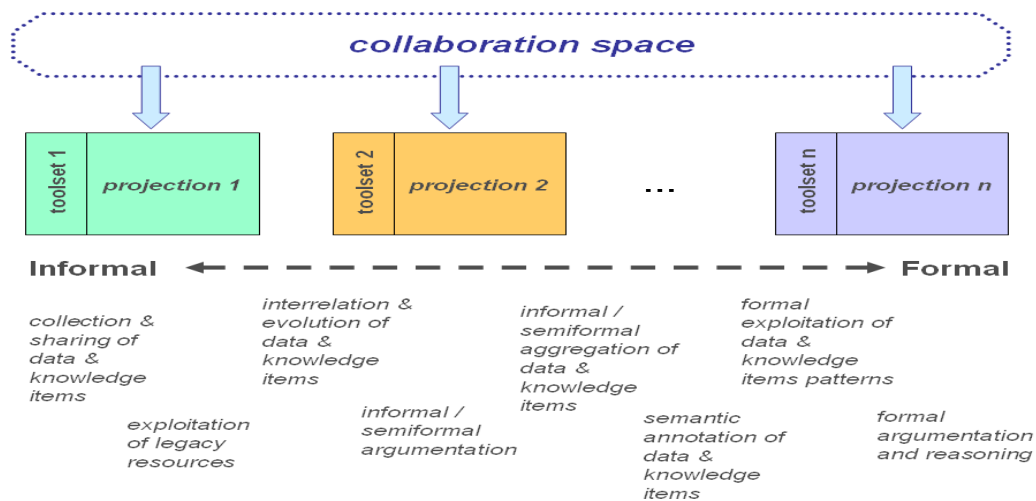 collaboration space
toolset 1
projection 1
toolset 2
projection 2
...
toolset n
projection n
Informal
Formal
collection &
sharing of
data &
knowledge
items
exploitation
of legacy
resources
interrelation &
evolution of
data &
knowledge
items
informal /
semiformal
argumentation
informal /
semiformal
aggregation of
data &
knowledge
items
semantic
annotation of
data &
knowledge
items
formal
exploitation of
data &
knowledge
items patterns
formal
argumentation
and reasoning